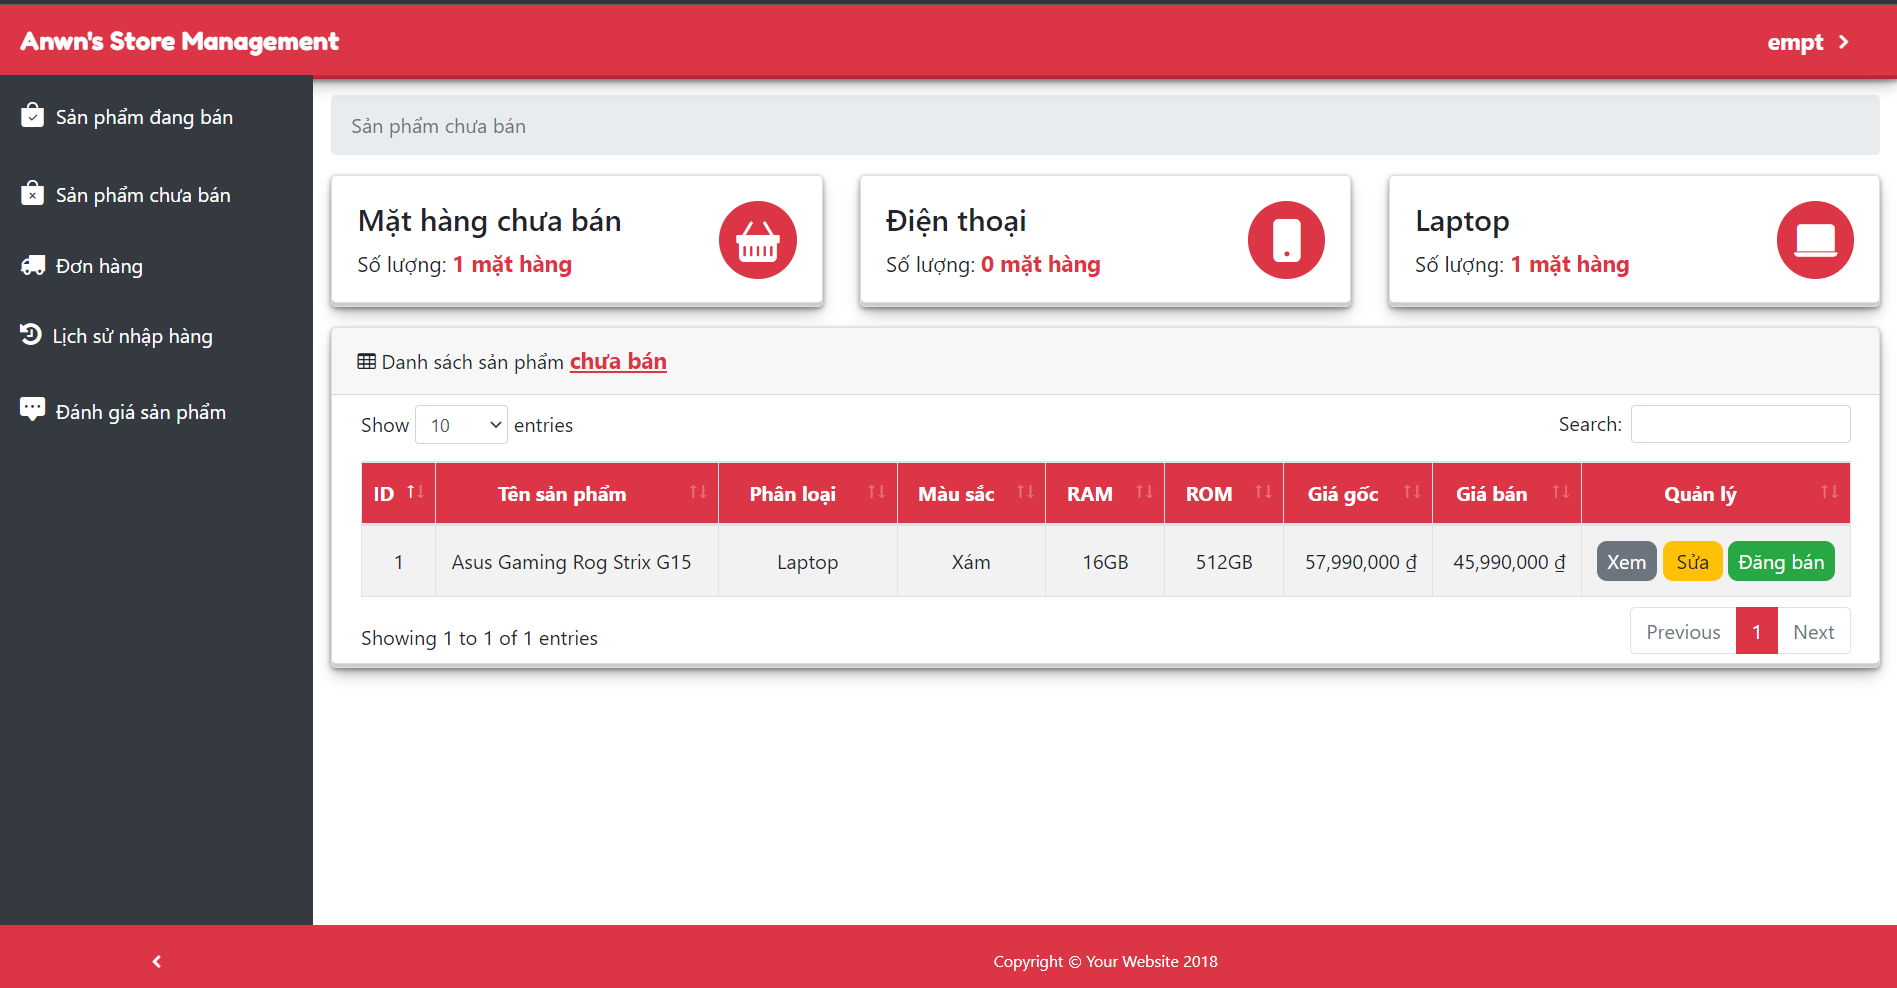 Anwn's Store Management
empt
Sản phẩm đang bán
Sản phẩm chưa bán
Đơn hàng
Lịch sử nhập hàng
Đánh giá sản phẩm
Sản phẩm chưa bán
Mặt hàng chưa bán
Số lượng: 1 mặt hàng
Điện thoại
Số lượng: 0 mặt hàng
Laptop
Số lượng: 1 mặt hàng
Danh sách sản phẩm chưa bán
Show 10 entries
Search:
ID Tên sản phẩm Phân loại Màu sắc RAM ROM Giá gốc Giá bán Quản lý
1 Asus Gaming Rog Strix G15 Laptop Xám 16GB 512GB 57,990,000 ₫ 45,990,000 ₫ Xem Sửa Đăng bán
Showing 1 to 1 of 1 entries
Previous 1 Next
Copyright © Your Website 2018